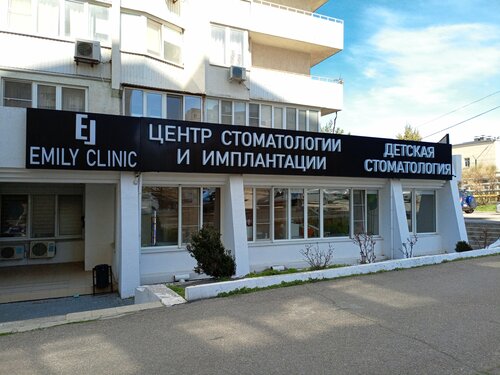 EJ
EMILY CLINIC
ЦЕНТР СТОМАТОЛОГИИ
И ИМПЛАНТАЦИИ
ДЕТСКАЯ
СТОМАТОЛОГИЯ